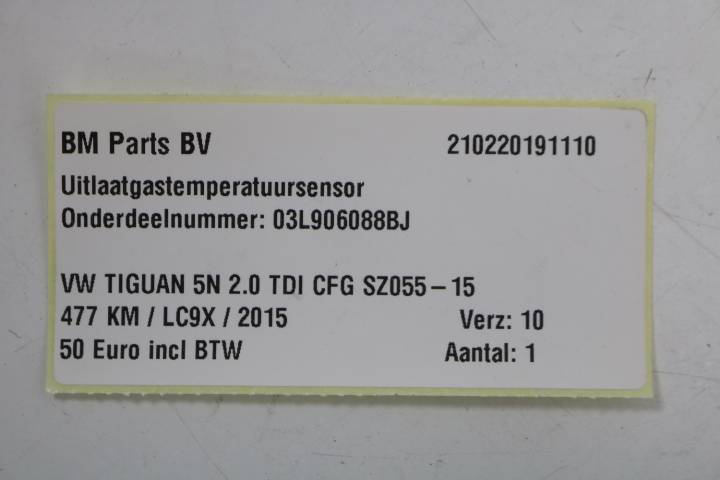 BM Parts BV 210220191110
Uitlaatgastemperatuursensor
Onderdeelnummer: 03L906088BJ
VW TIGUAN 5N 2.0 TDI CFG SZ055-15
477 KM / LC9X / 2015 Verz: 10
50 Euro incl BTW Aantal: 1